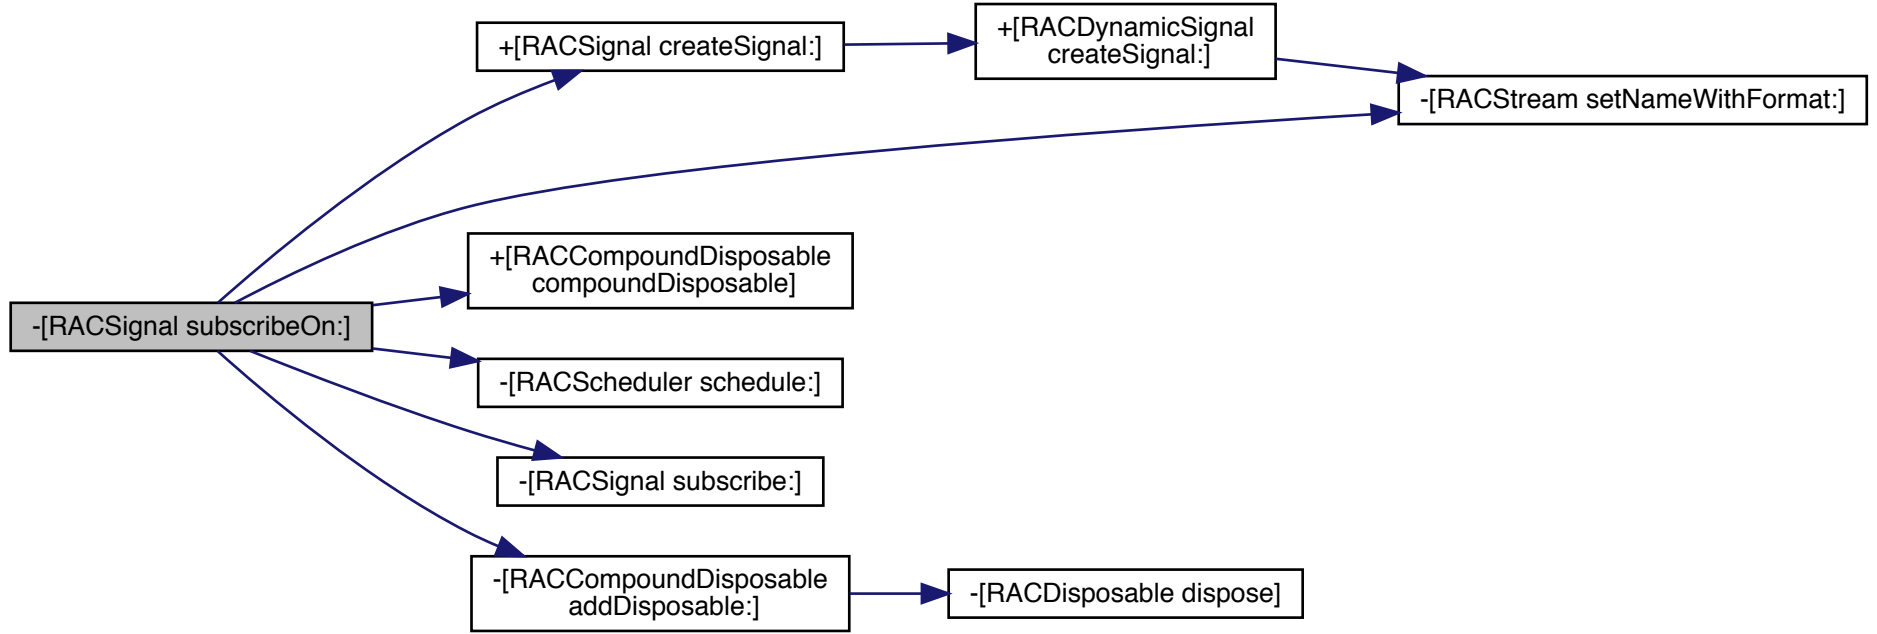 +[RACDynamicSignal
createSignal:]
+[RACSignal createSignal:]
-[RACStream setNameWithFormat:]
+[RACCompoundDisposable
compoundDisposable]
-[RACSignal subscribeOn:]
-[RACScheduler schedule:]
-[RACSignal subscribe:]
-[RACCompoundDisposable
addDisposable:]
-[RACDisposable dispose]